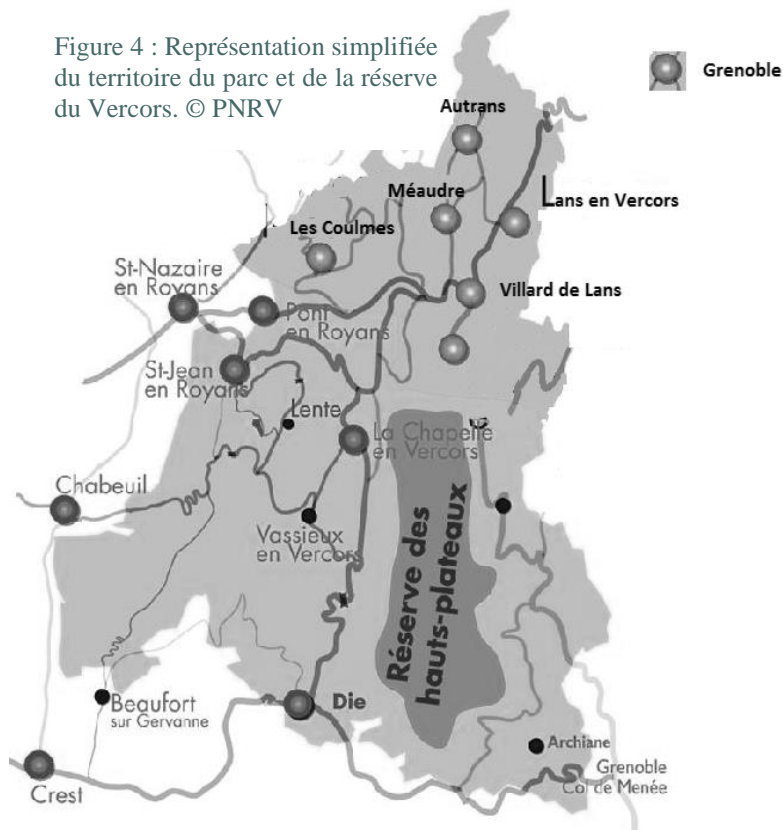 Figure 4 : Représentation simplifiée
du territoire du parc et de la réserve
du Vercors. © PNRV
Grenoble
Autrans
Méaudre
Lans en Vercors
Les Coulmes
St-Nazaire
en Royans
Villard de Lans
Pont
en Royans
St-Jean
en Royans
Lente
La Chapelle
en Vercors
Chabeuil
Vassieux
en Vercors
Réserve des
hauts-plateaux
Beaufort
sur Gervanne
Die
Archiane
Grenoble
Col de Menée
Crest